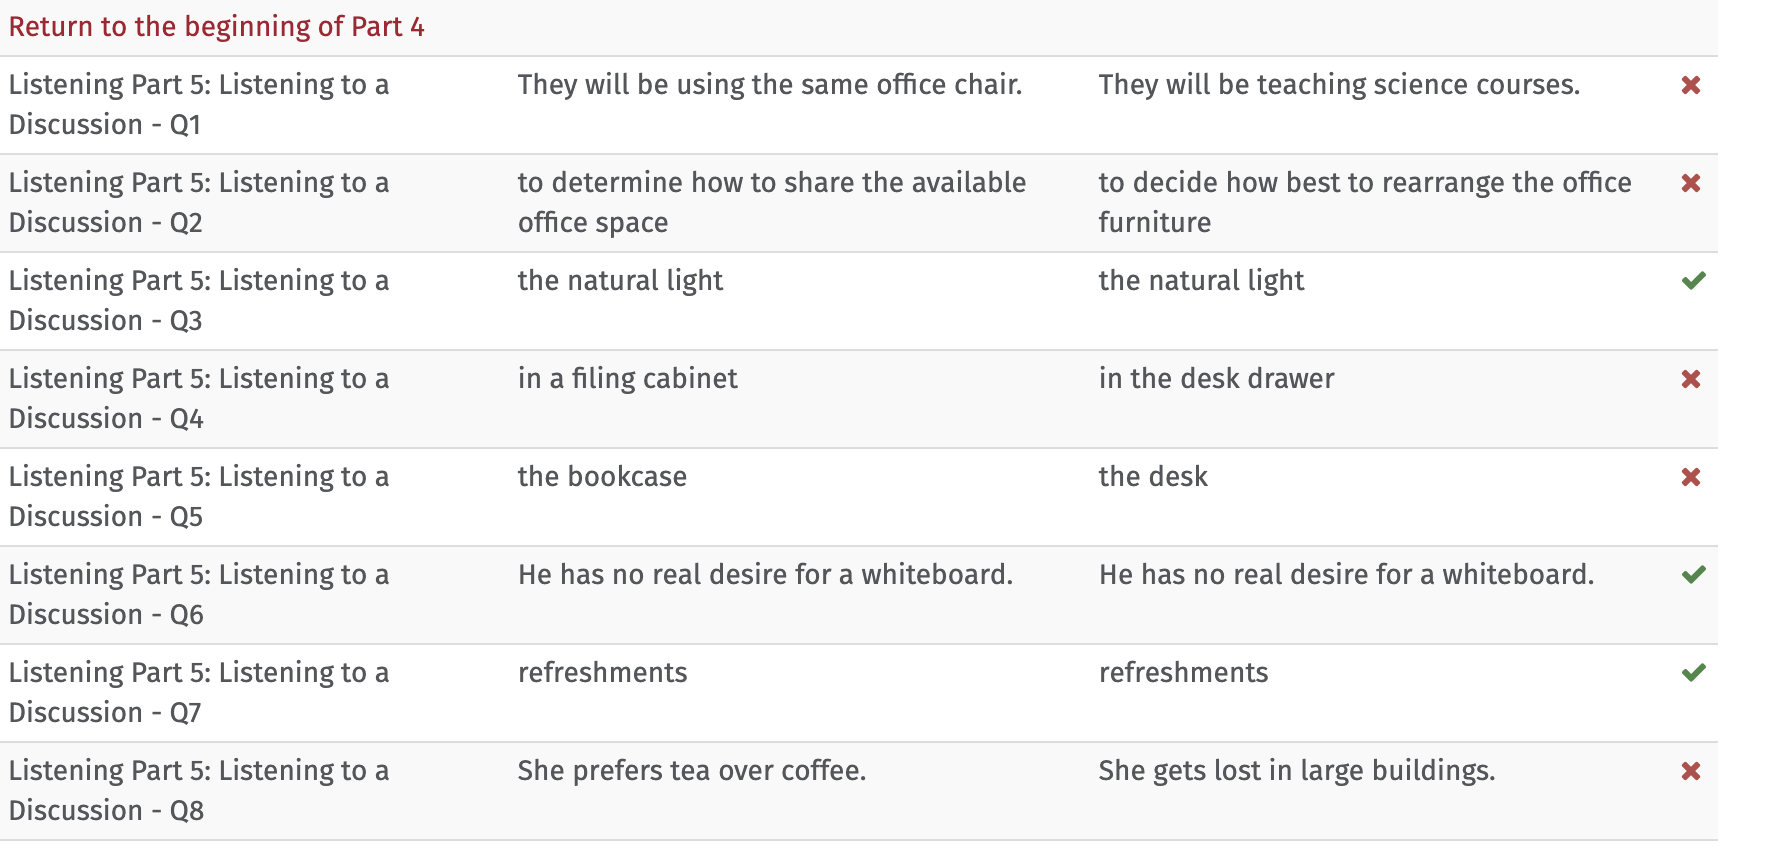 Return to the beginning of Part 4
Listening Part 5: Listening to a Discussion - Q1
They will be using the same office chair.
They will be teaching science courses.
Listening Part 5: Listening to a Discussion - Q2
to determine how to share the available office space
to decide how best to rearrange the office furniture
Listening Part 5: Listening to a Discussion - Q3
the natural light
the natural light
Listening Part 5: Listening to a Discussion - Q4
in a filing cabinet
in the desk drawer
Listening Part 5: Listening to a Discussion - Q5
the bookcase
the desk
Listening Part 5: Listening to a Discussion - Q6
He has no real desire for a whiteboard.
He has no real desire for a whiteboard.
Listening Part 5: Listening to a Discussion - Q7
refreshments
refreshments
Listening Part 5: Listening to a Discussion - Q8
She prefers tea over coffee.
She gets lost in large buildings.